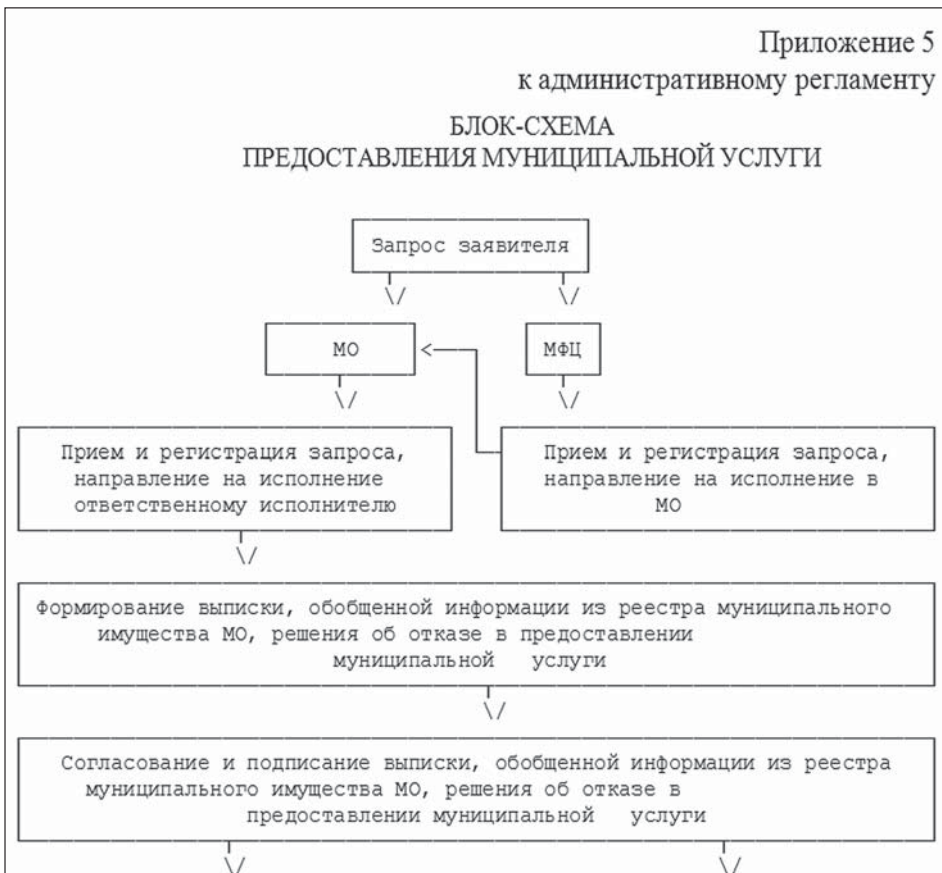 Приложение 5
к административному регламенту
БЛОК-СХЕМА
ПРЕДОСТАВЛЕНИЯ МУНИЦИПАЛЬНОЙ УСЛУГИ
Запрос заявителя
\/ \/
МО <
МФЦ
\/ \/
Прием и регистрация запроса,
направление на исполнение
ответственному исполнителю
Прием и регистрация запроса,
направление на исполнение в
МО
\/
Формирование выписки, обобщенной информации из реестра муниципального
имущества МО, решения об отказе в предоставлении
муниципальной услуги
\/
Согласование и подписание выписки, обобщенной информации из реестра
муниципального имущества МО, решения об отказе в
предоставлении муниципальной услуги
\/ \/